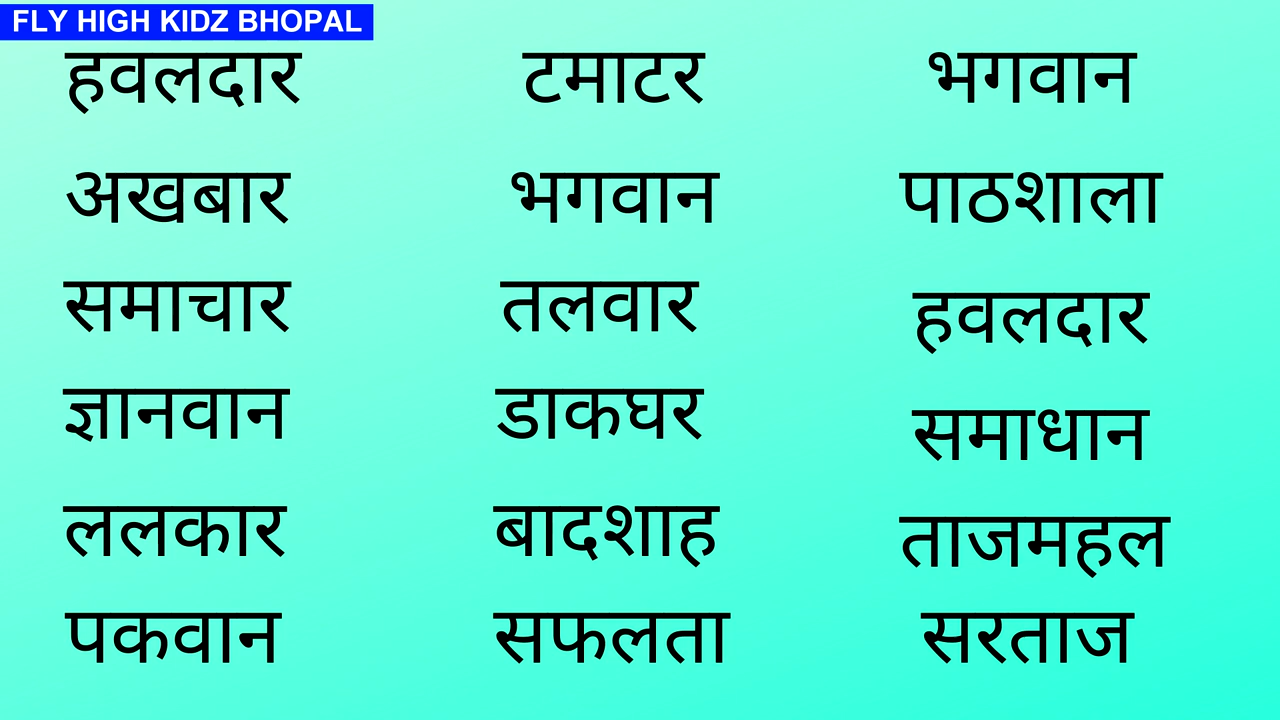 FLY HIGH KIDZ BHOPAL
हवलदार टमाटर भगवान
अखबार भगवान पाठशाला
समाचार तलवार हवलदार
ज्ञानवान डाकघर समाधान
ललकार बादशाह ताजमहल
पकवान सफलता सरताज